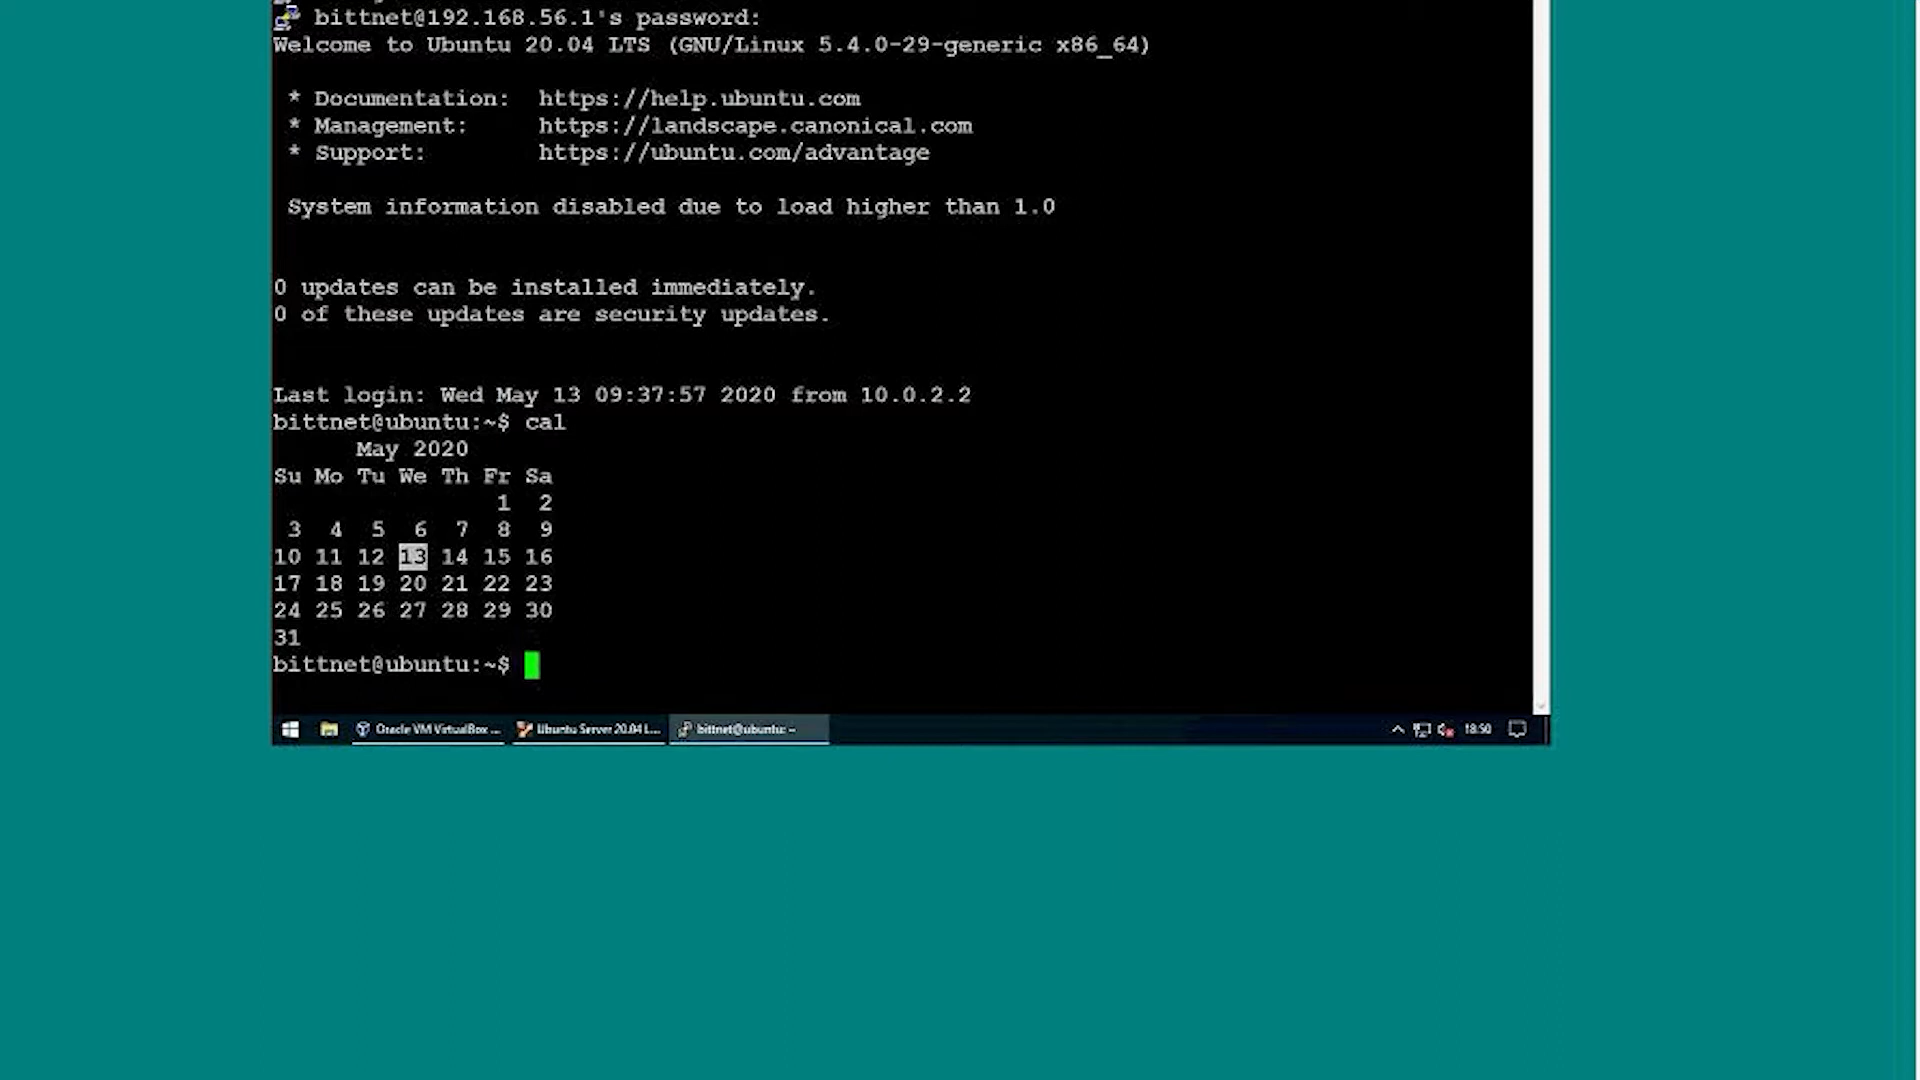 bittnet@192.168.56.1's password:
Welcome to Ubuntu 20.04 LTS (GNU/Linux 5.4.0-29-generic x86_64)
* Documentation:  https://help.ubuntu.com
* Management:     https://landscape.canonical.com
* Support:        https://ubuntu.com/advantage
System information disabled due to load higher than 1.0
0 updates can be installed immediately.
0 of these updates are security updates.
Last login: Wed May 13 09:37:57 2020 from 10.0.2.2
bittnet@ubuntu:~$ cal
May 2020
Su Mo Tu We Th Fr Sa
1  2
3  4  5  6  7  8  9
10 11 12 13 14 15 16
17 18 19 20 21 22 23
24 25 26 27 28 29 30
31
bittnet@ubuntu:~$
Oracle VM VirtualBox ... Ubuntu Server 20.04 L... bittnet@ubuntu: ~ 18:50